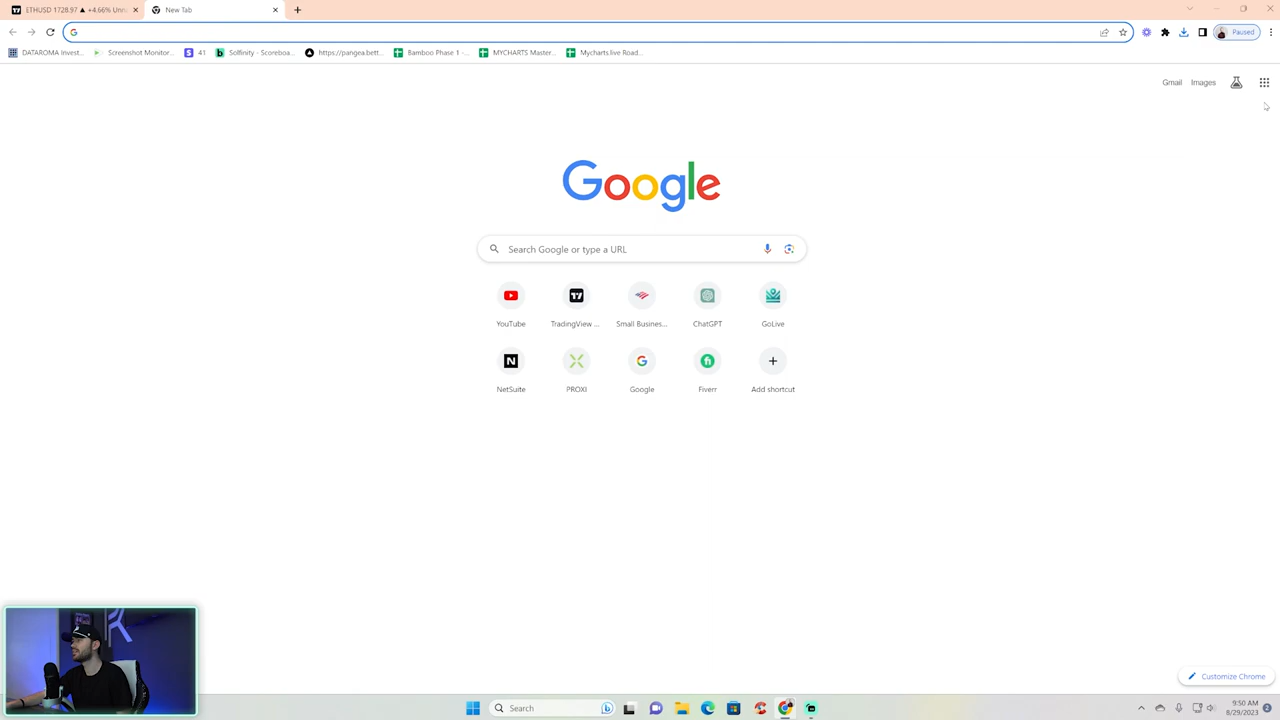 ETHUSD 1728.97 ▲ +4.66% Unna
New Tab
Paused
DATAROMA Invest...
Screenshot Monitor...
41
Solfinity - Scoreboa...
https://pangea.bett...
Bamboo Phase 1 -...
MYCHARTS Master...
Mycharts.live Road...
Gmail
Images
Google
Search Google or type a URL
YouTube
TradingView ...
Small Busines...
ChatGPT
GoLive
NetSuite
PROXI
Google
Fiverr
Add shortcut
Customize Chrome
Search
9:50 AM
8/29/2023